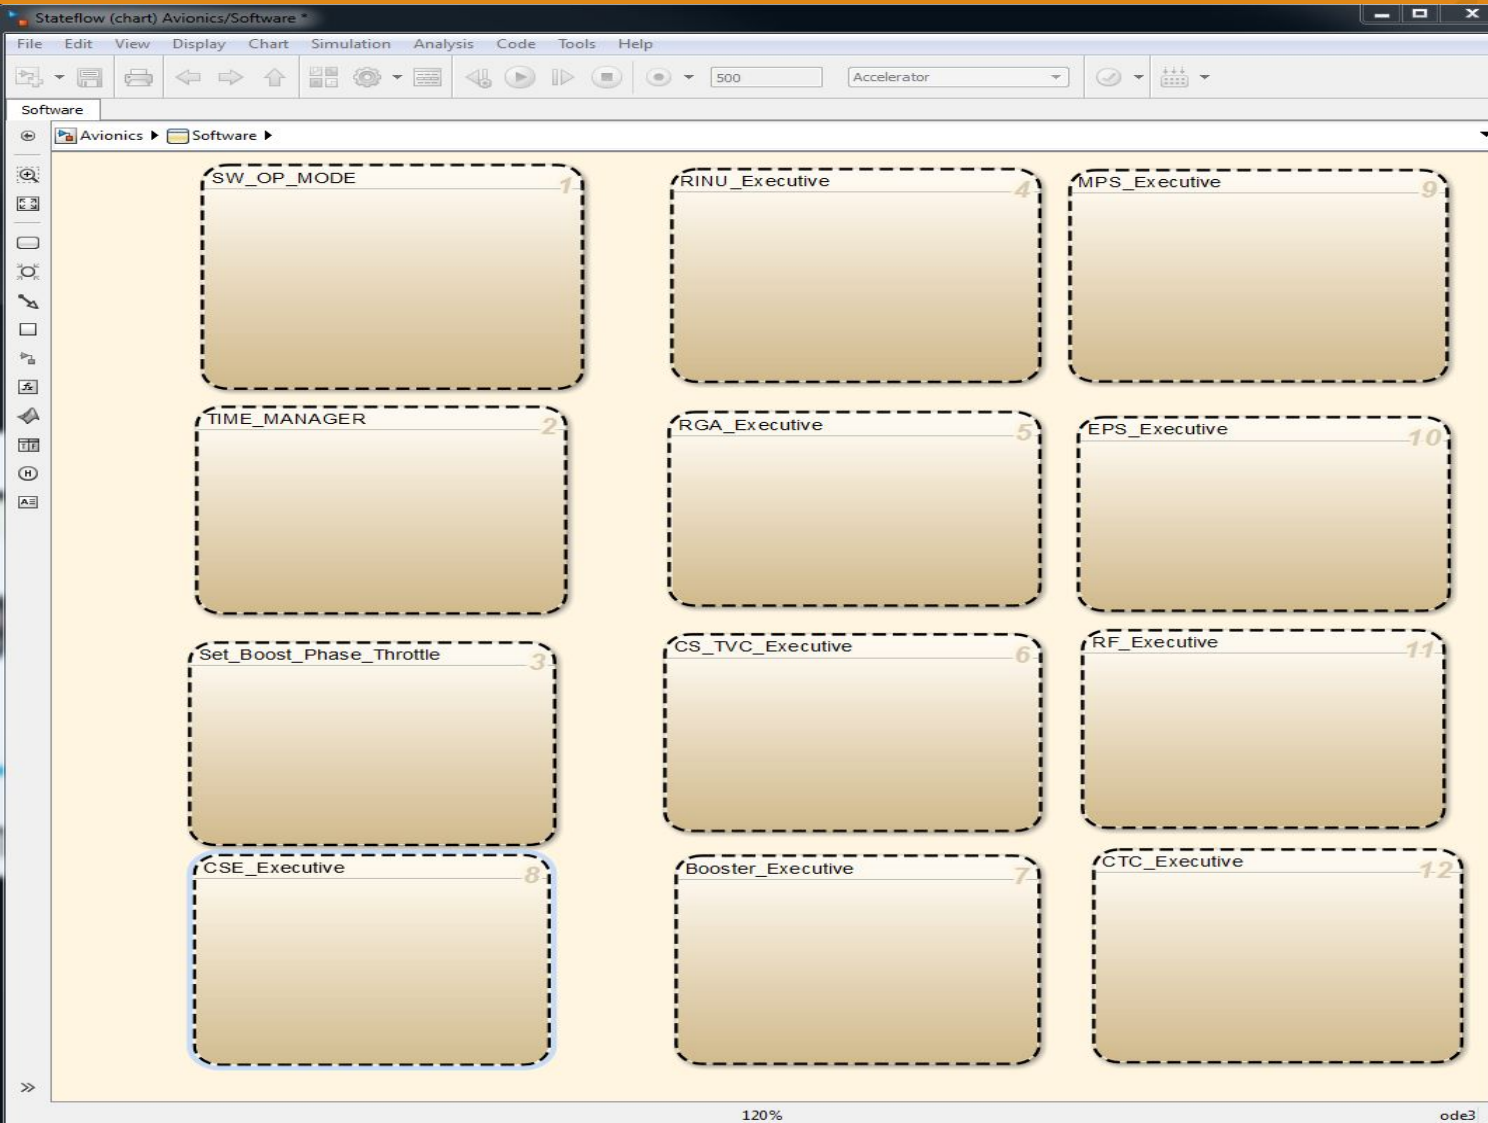 Stateflow (chart) Avionics/Software *
File Edit View Display Chart Simulation Analysis Code Tools Help
500 Accelerator
Software
Avionics Software
SW_OP_MODE 1
RINU_Executive 4
MPS_Executive 9
TIME_MANAGER 2
RGA_Executive 5
EPS_Executive 10
Set_Boost_Phase_Throttle 3
CS_TVC_Executive 6
RF_Executive 11
CSE_Executive 8
Booster_Executive 7
CTC_Executive 12
120% ode3